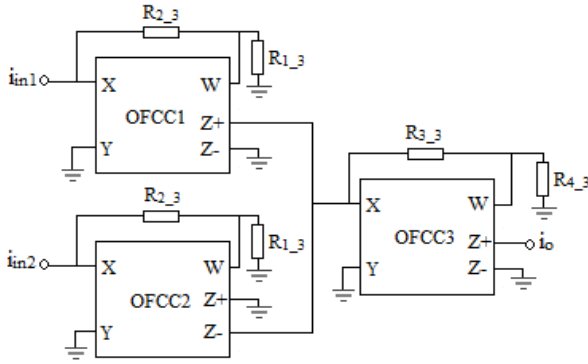 R2_3
R1_3
iin1
X
W
OFCC1
Z+
Y
Z-
R2_3
R1_3
iin2
X
W
OFCC2
Z+
Y
Z-
R3_3
R4_3
X
W
OFCC3
Z+
io
Y
Z-